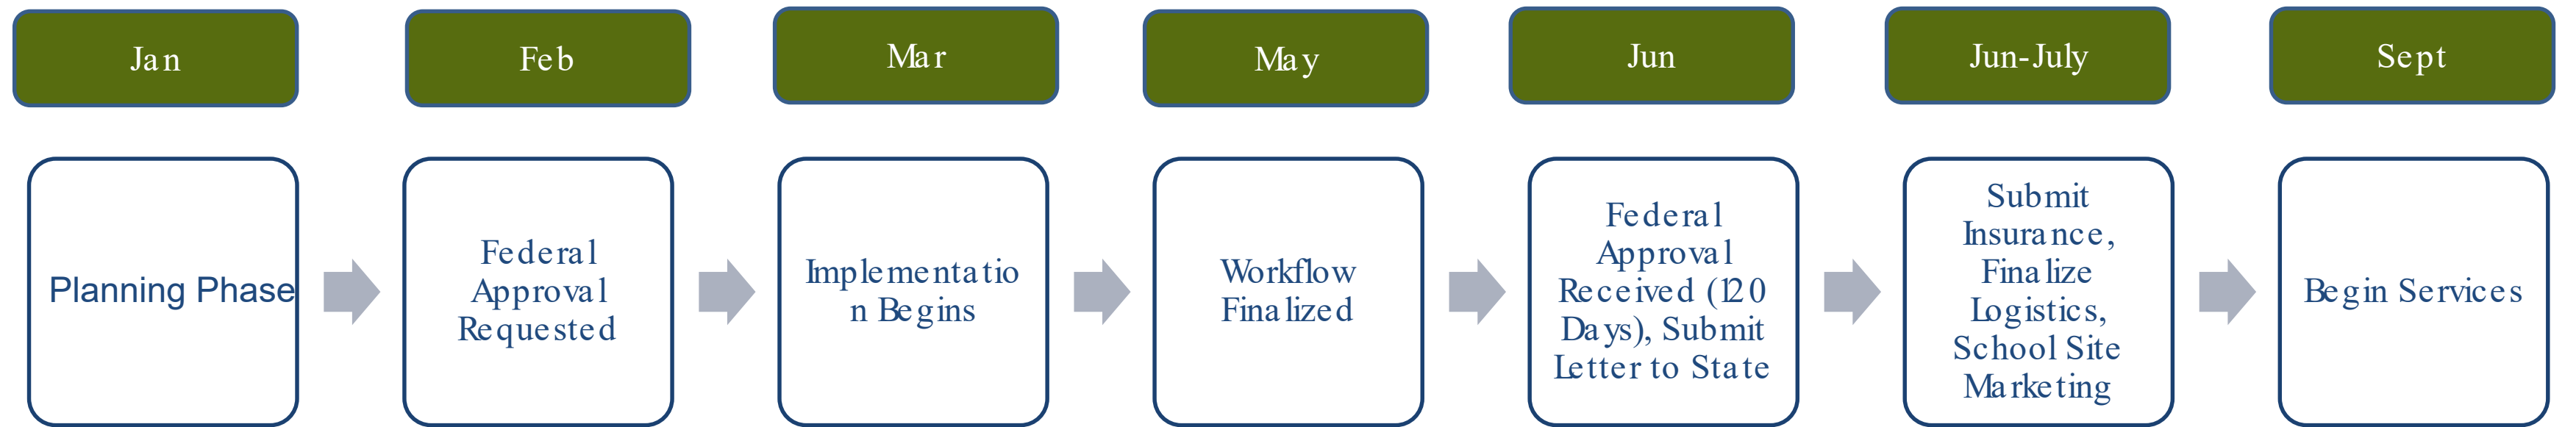 Jan
Feb
Mar
May
Jun
Jun-July
Sept
Planning Phase
Federal
Approval
Requested
Implementatio
n Begins
Workflow
Finalized
Federal
Approval
Received (120
Days), Submit
Letter to State
Submit
Insurance,
Finalize
Logistics,
School Site
Marketing
Begin Services